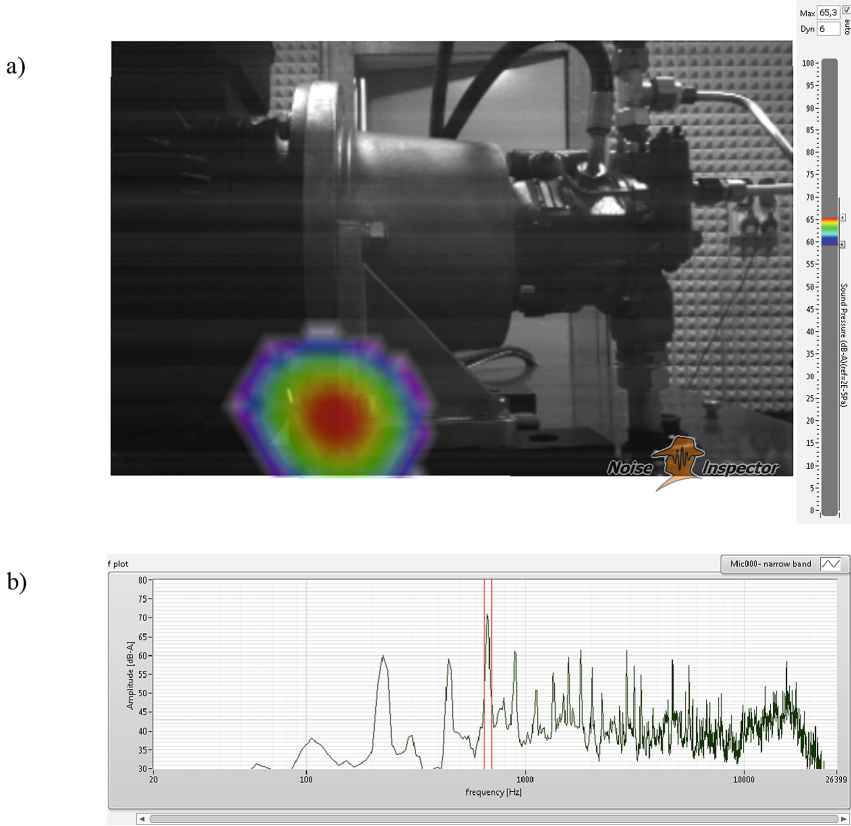 Max 65,3
Dyn 6
auto
a)
100
95
90
85
80
75
70
65
60
55
50
45
40
35
30
25
20
15
10
5
0
Sound Pressure (dB-A)(ref=2E-5Pa)
Noise Inspector
b)
f plot
Mic000- narrow band
80
75
70
65
60
55
50
45
40
35
30
Amplitude [dB-A]
20 100 1000 10000 26399
frequency [Hz]